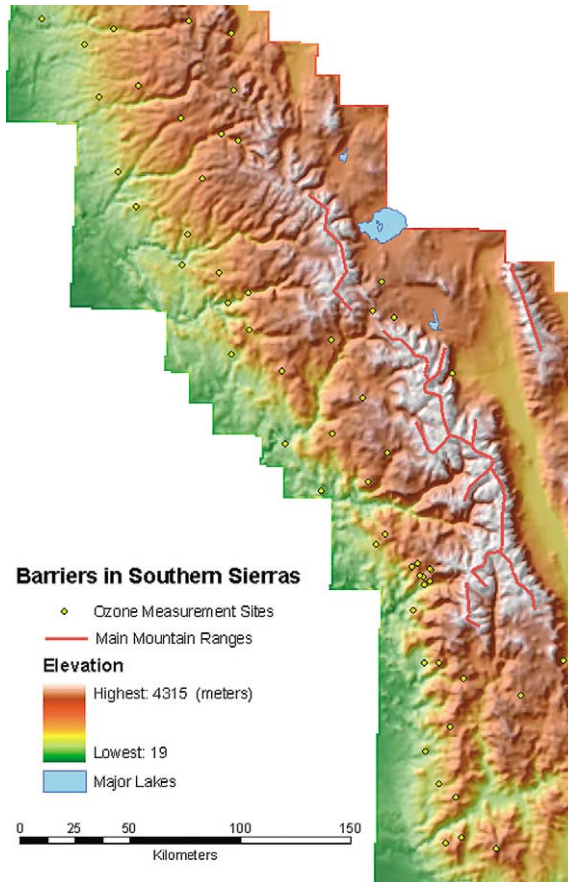 Barriers in Southern Sierras
Ozone Measurement Sites
Main Mountain Ranges
Elevation
Highest: 4315 (meters)
Lowest: 19
Major Lakes
0 25 50 100 150
Kilometers